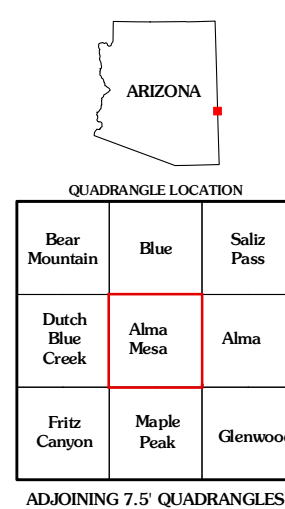 ARIZONA
QUADRANGLE LOCATION
Bear
Mountain
Blue
Saliz
Pass
Dutch
Blue
Creek
Alma
Mesa
Alma
Fritz
Canyon
Maple
Peak
Glenwoo
ADJOINING 7.5' QUADRANGLES